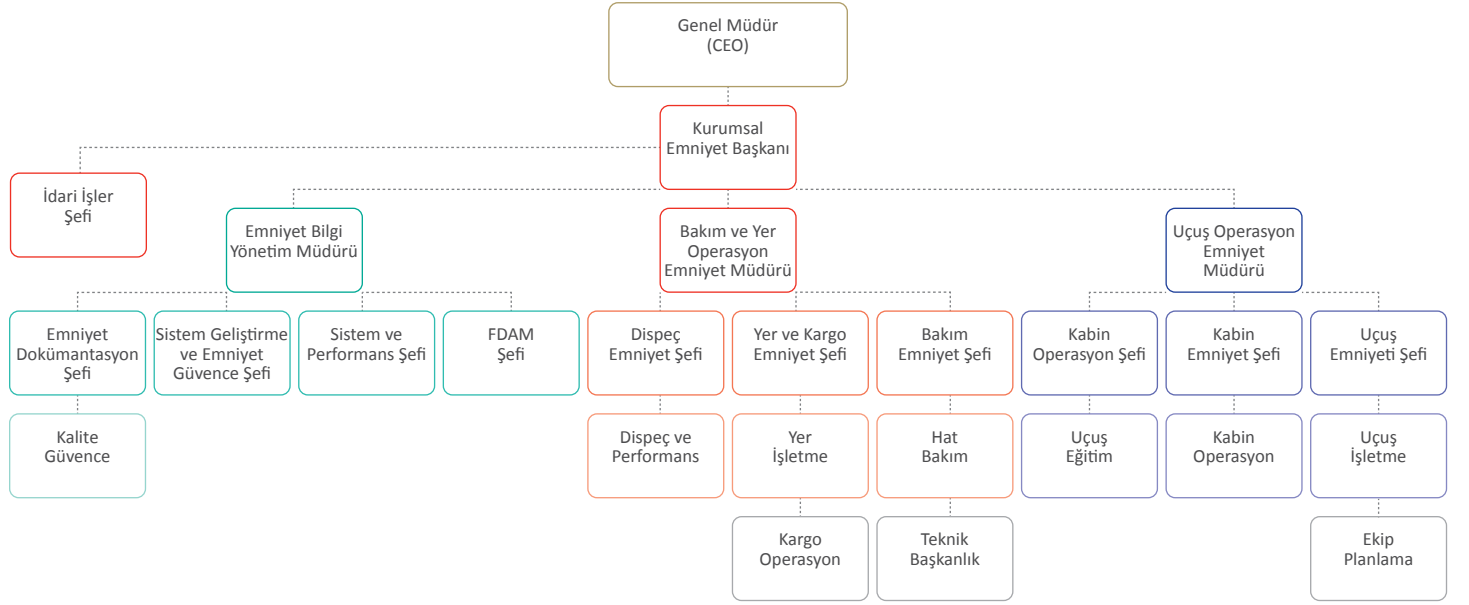 Genel Müdür
(CEO)
Kurumsal
Emniyet Başkanı
İdari İşler
Şefi
Emniyet Bilgi
Yönetim Müdürü
Bakım ve Yer
Operasyon
Emniyet Müdürü
Uçuş Operasyon
Emniyet
Müdürü
Emniyet
Dokümantasyon
Şefi
Sistem Geliştirme
ve Emniyet
Güvence Şefi
Sistem ve
Performans Şefi
FDAM
Şefi
Dispeç
Emniyet Şefi
Yer ve Kargo
Emniyet Şefi
Bakım
Emniyet Şefi
Kabin
Operasyon Şefi
Kabin
Emniyet Şefi
Uçuş
Emniyeti Şefi
Kalite
Güvence
Dispeç ve
Performans
Yer
İşletme
Hat
Bakım
Uçuş
Eğitim
Kabin
Operasyon
Uçuş
İşletme
Kargo
Operasyon
Teknik
Başkanlık
Ekip
Planlama